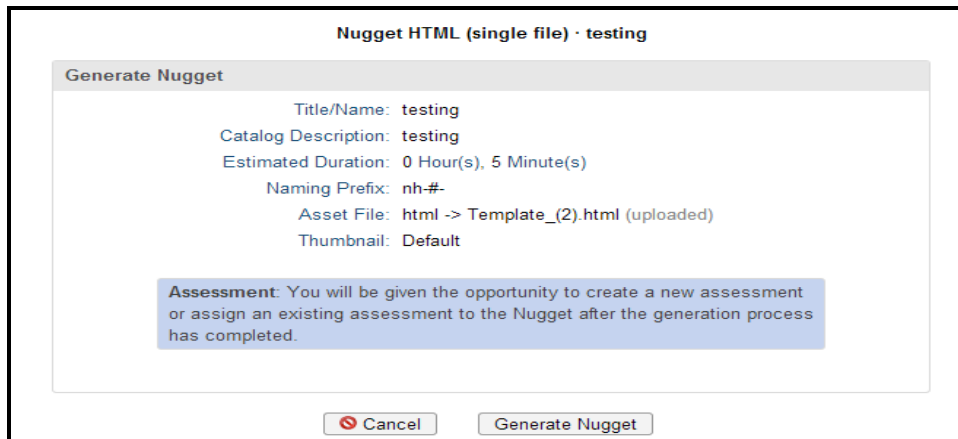 Nugget HTML (single file) · testing
Generate Nugget
Title/Name: testing
Catalog Description: testing
Estimated Duration: 0 Hour(s), 5 Minute(s)
Naming Prefix: nh-#-
Asset File: html -> Template_(2).html (uploaded)
Thumbnail: Default
Assessment: You will be given the opportunity to create a new assessment
or assign an existing assessment to the Nugget after the generation process
has completed.
Cancel Generate Nugget